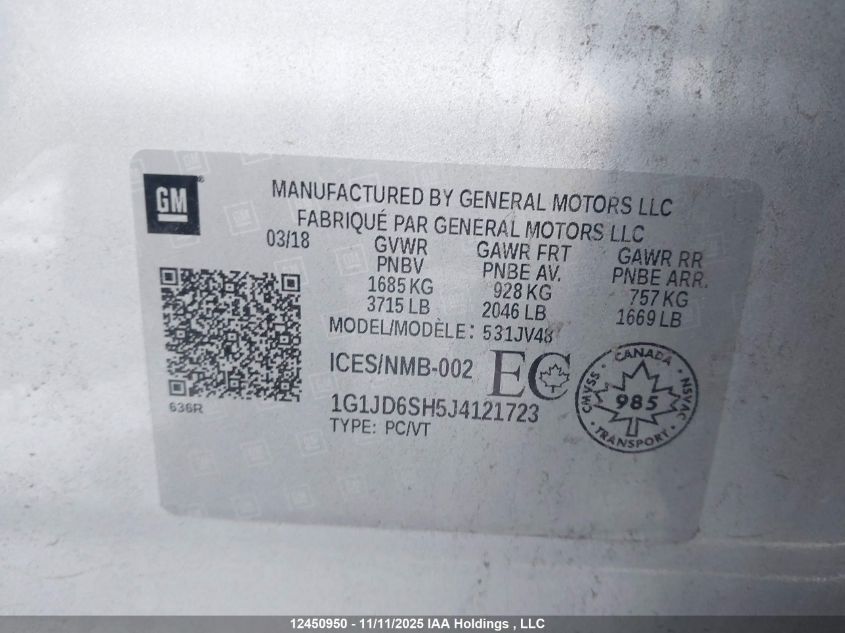 GM
MANUFACTURED BY GENERAL MOTORS LLC
FABRIQUÉ PAR GENERAL MOTORS LLC
03/18 GVWR GAWR FRT GAWR RR
PNBV PNBE AV. PNBE ARR.
1685 KG 928 KG 757 KG
3715 LB 2046 LB 1669 LB
MODEL/MODÈLE: 531JV48
ICES/NMB-002 EC
CANADA
CMVSS 985 NSVAC
TRANSPORT
636R
1G1JD6SH5J4121723
TYPE: PC/VT
12450950 - 11/11/2025 IAA Holdings , LLC